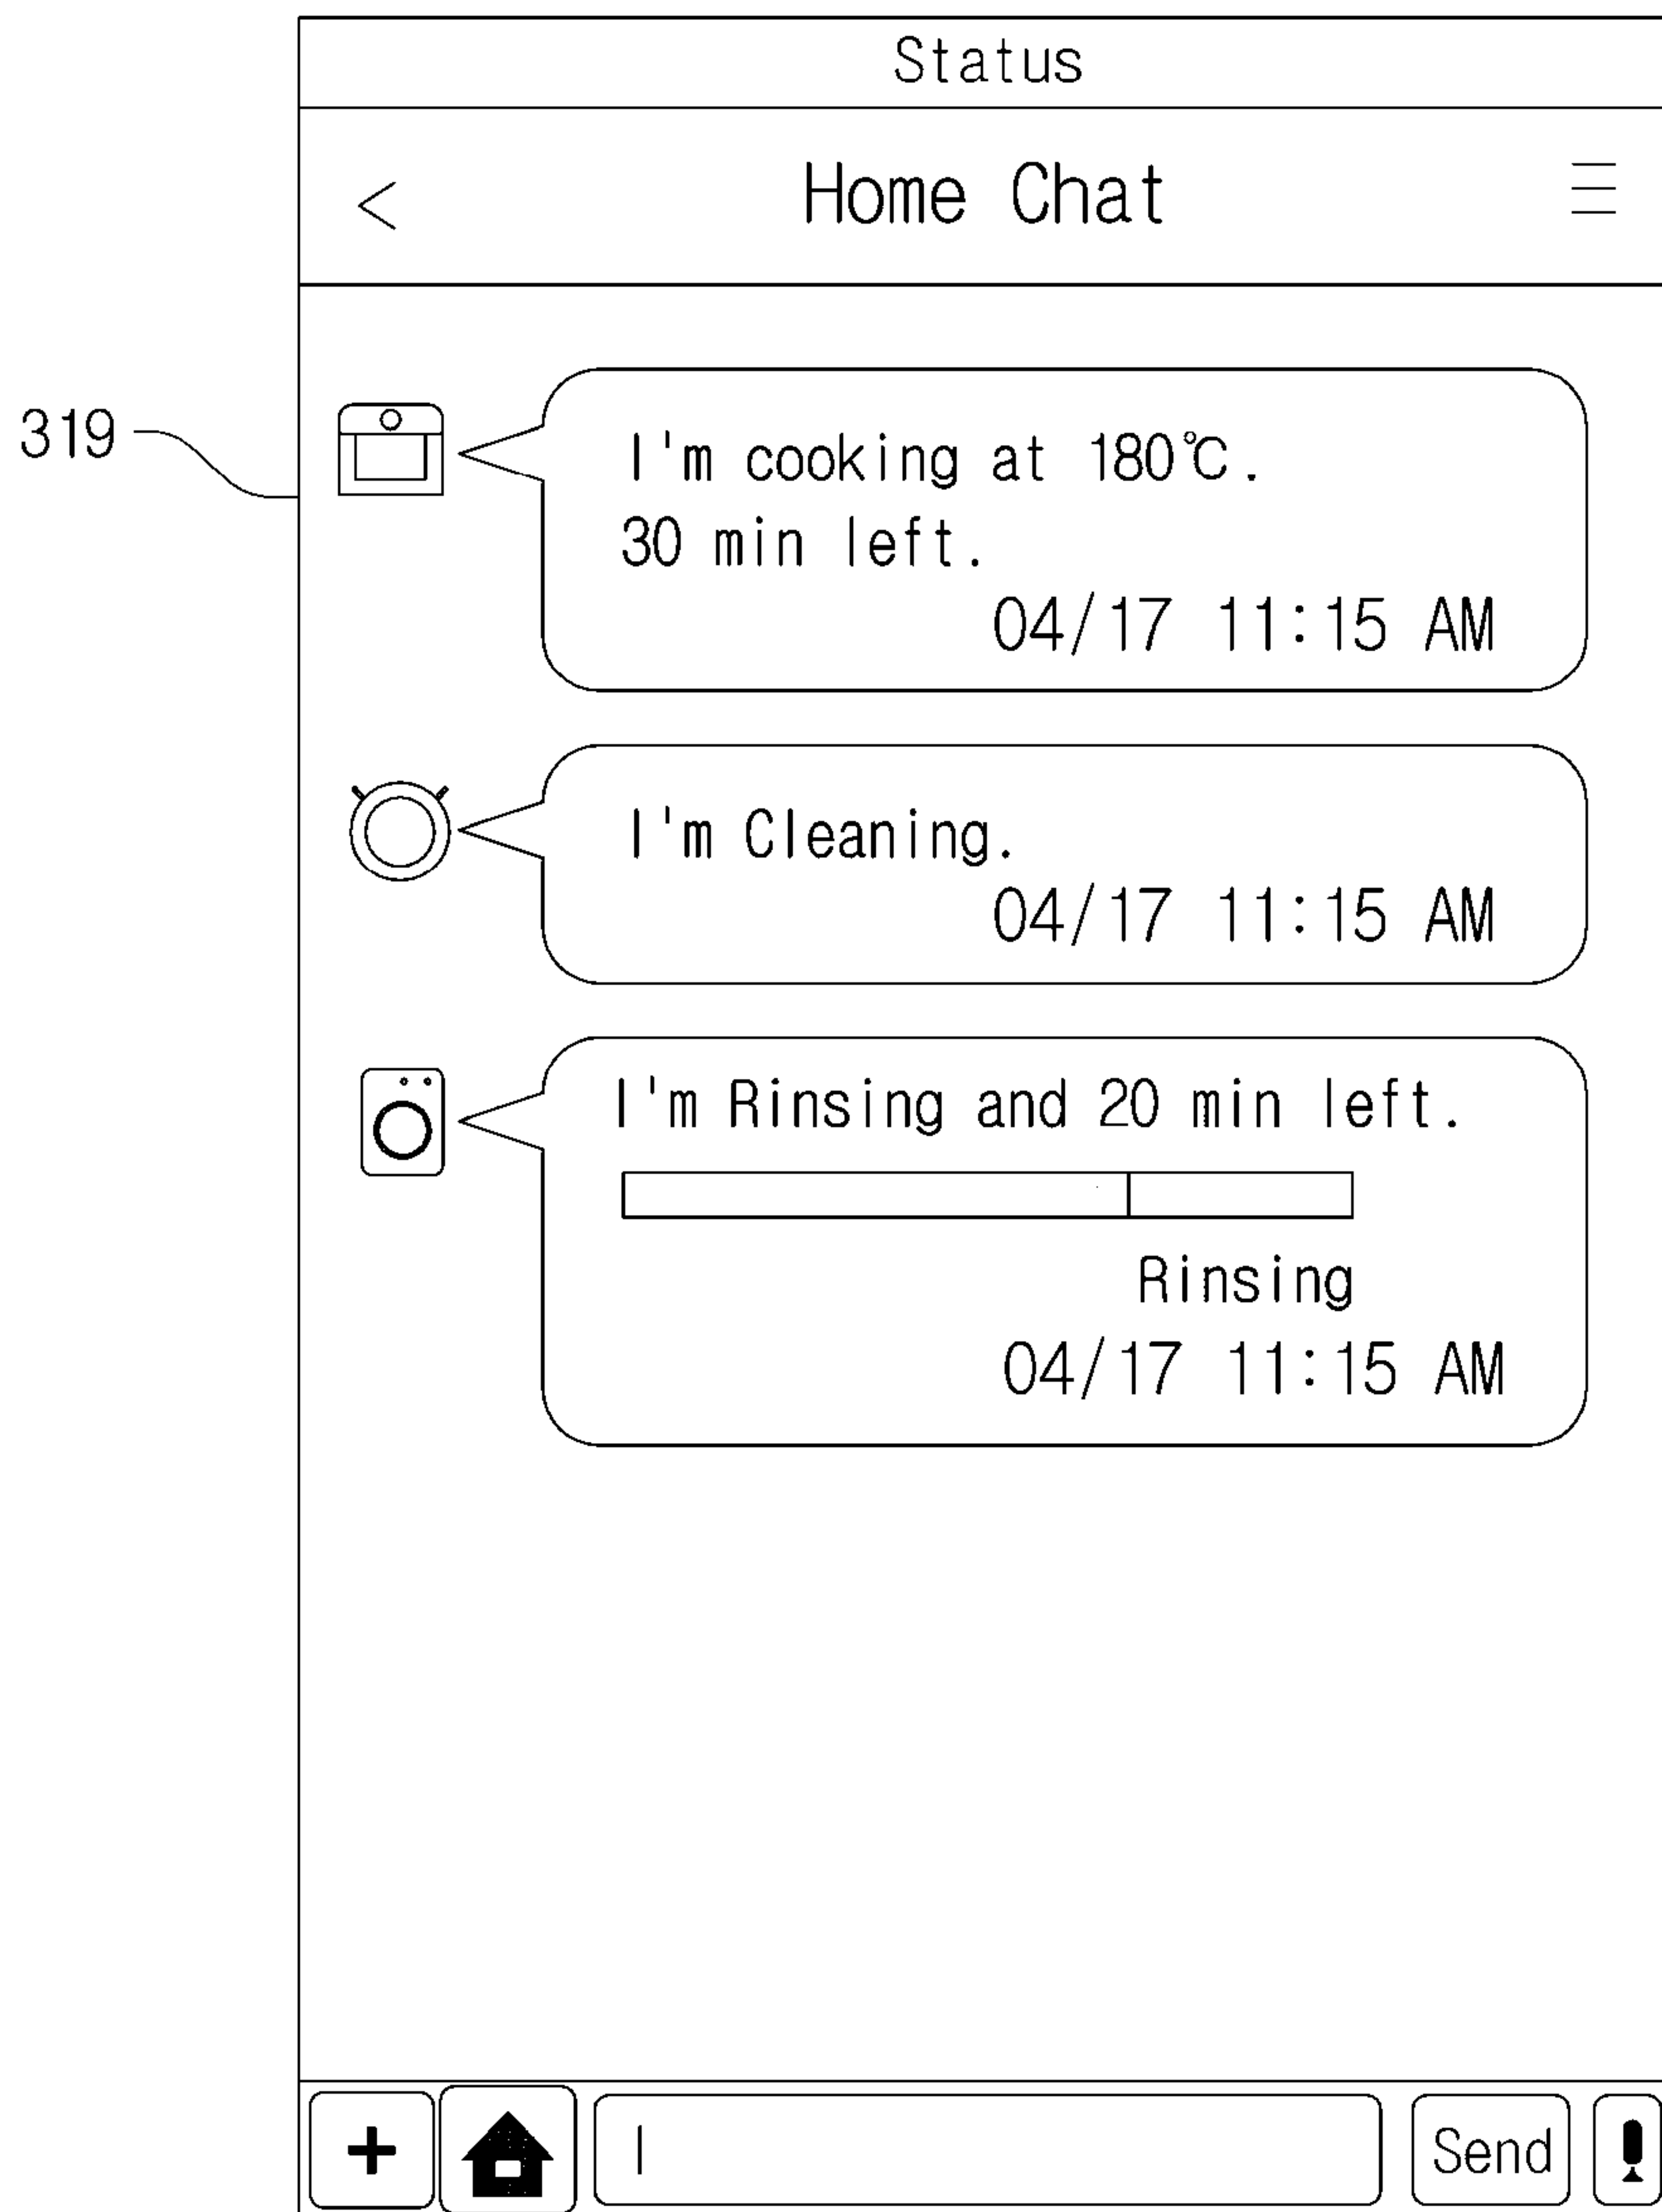 Status
Home Chat
319
I'm cooking at 180℃.
30 min left.
04/17 11:15 AM
I'm Cleaning.
04/17 11:15 AM
I'm Rinsing and 20 min left.
Rinsing
04/17 11:15 AM
Send